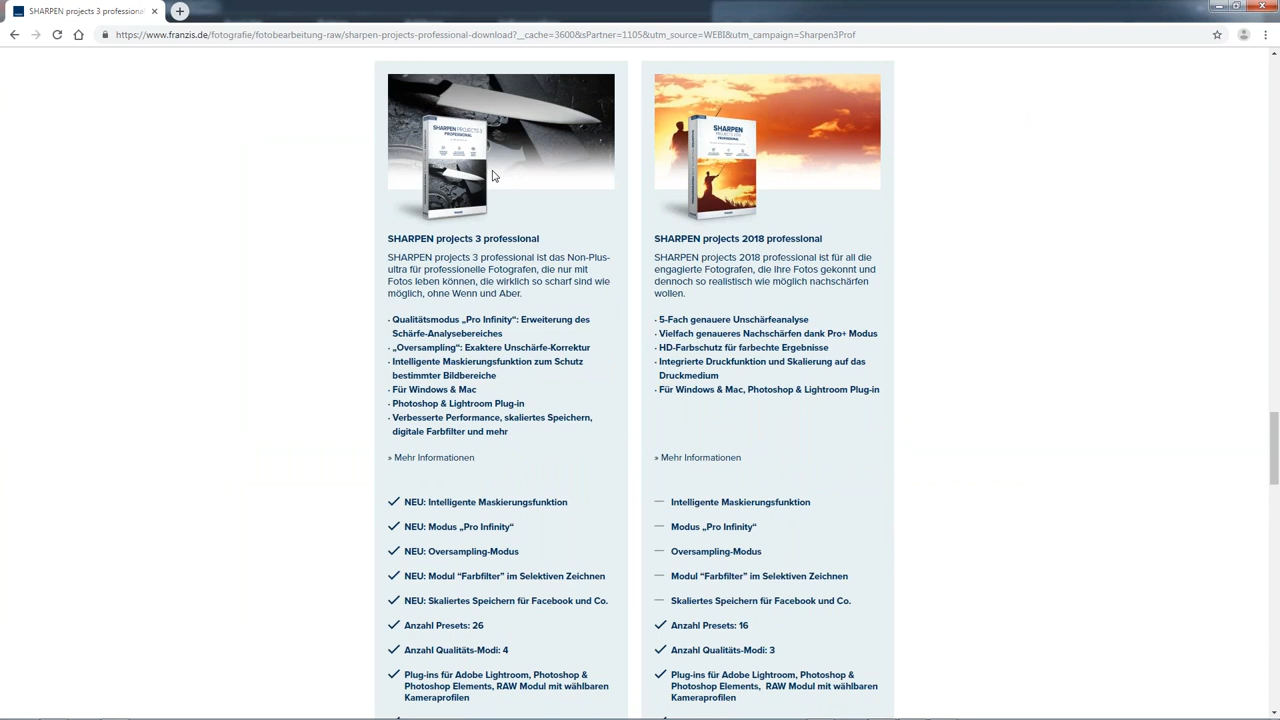 SHARPEN projects 3 professional
https://www.franzis.de/fotografie/fotobearbeitung-raw/sharpen-projects-professional-download?__cache=3600&sPartner=1105&utm_source=WEBI&utm_campaign=Sharpen3Prof
SHARPEN PROJECTS 3
PROFESSIONAL
SHARPEN projects 3 professional
SHARPEN projects 3 professional ist das Non-Plus-
ultra für professionelle Fotografen, die nur mit
Fotos leben können, die wirklich so scharf sind wie
möglich, ohne Wenn und Aber.
· Qualitätsmodus „Pro Infinity“: Erweiterung des
Schärfe-Analysebereiches
· „Oversampling“: Exaktere Unschärfe-Korrektur
· Intelligente Maskierungsfunktion zum Schutz
bestimmter Bildbereiche
· Für Windows & Mac
· Photoshop & Lightroom Plug-in
· Verbesserte Performance, skaliertes Speichern,
digitale Farbfilter und mehr
» Mehr Informationen
NEU: Intelligente Maskierungsfunktion
NEU: Modus „Pro Infinity“
NEU: Oversampling-Modus
NEU: Modul “Farbfilter” im Selektiven Zeichnen
NEU: Skaliertes Speichern für Facebook und Co.
Anzahl Presets: 26
Anzahl Qualitäts-Modi: 4
Plug-ins für Adobe Lightroom, Photoshop &
Photoshop Elements, RAW Modul mit wählbaren
Kameraprofilen
SHARPEN
PROJECTS 2018
PROFESSIONAL
SHARPEN projects 2018 professional
SHARPEN projects 2018 professional ist für all die
engagierte Fotografen, die Ihre Fotos gekonnt und
dennoch so realistisch wie möglich nachschärfen
wollen.
· 5-Fach genauere Unschärfeanalyse
· Vielfach genaueres Nachschärfen dank Pro+ Modus
· HD-Farbschutz für farbechte Ergebnisse
· Integrierte Druckfunktion und Skalierung auf das
Druckmedium
· Für Windows & Mac, Photoshop & Lightroom Plug-in
» Mehr Informationen
Intelligente Maskierungsfunktion
Modus „Pro Infinity“
Oversampling-Modus
Modul “Farbfilter” im Selektiven Zeichnen
Skaliertes Speichern für Facebook und Co.
Anzahl Presets: 16
Anzahl Qualitäts-Modi: 3
Plug-ins für Adobe Lightroom, Photoshop &
Photoshop Elements, RAW Modul mit wählbaren
Kameraprofilen